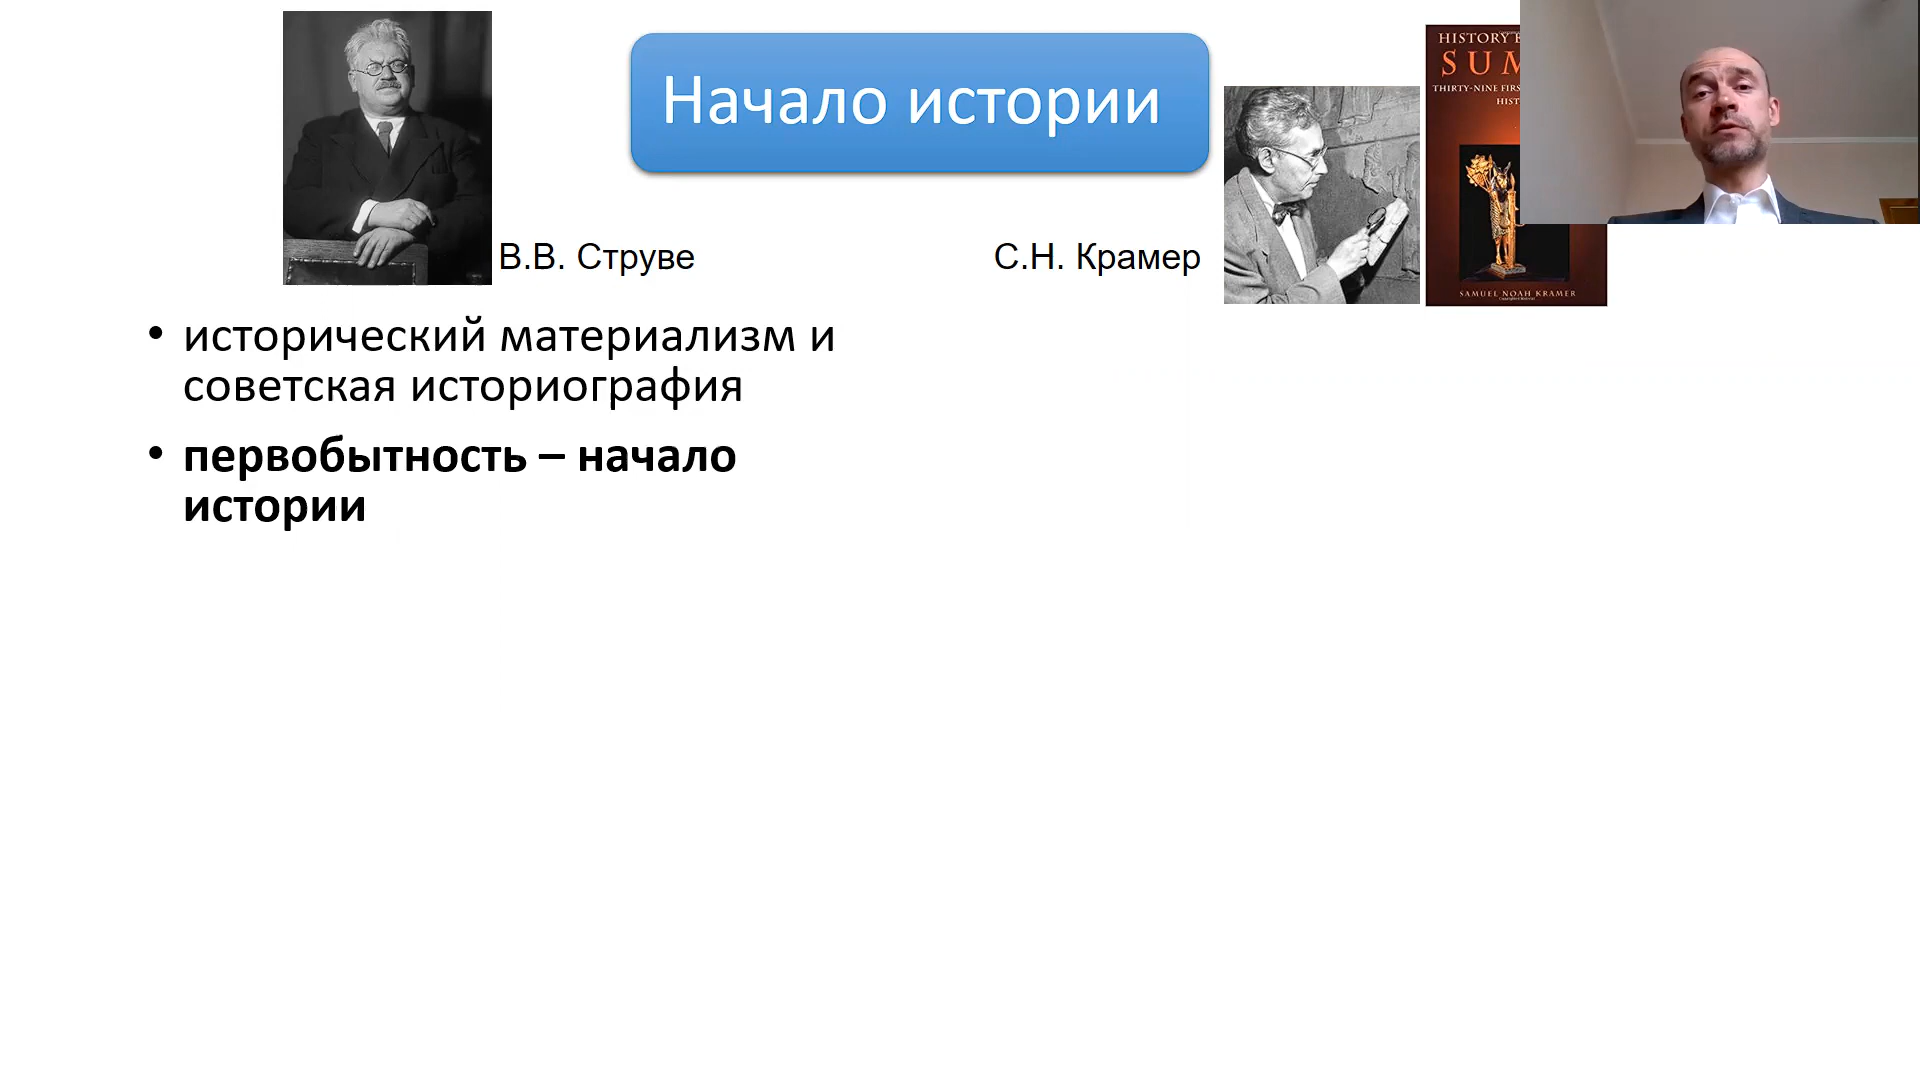 Начало истории
HISTORY
SUM
THIRTY-NINE FIRS
HIST
В.В. Струве
С.Н. Крамер
SAMUEL NOAH KRAMER
• исторический материализм и
советская историография
• первобытность – начало
истории